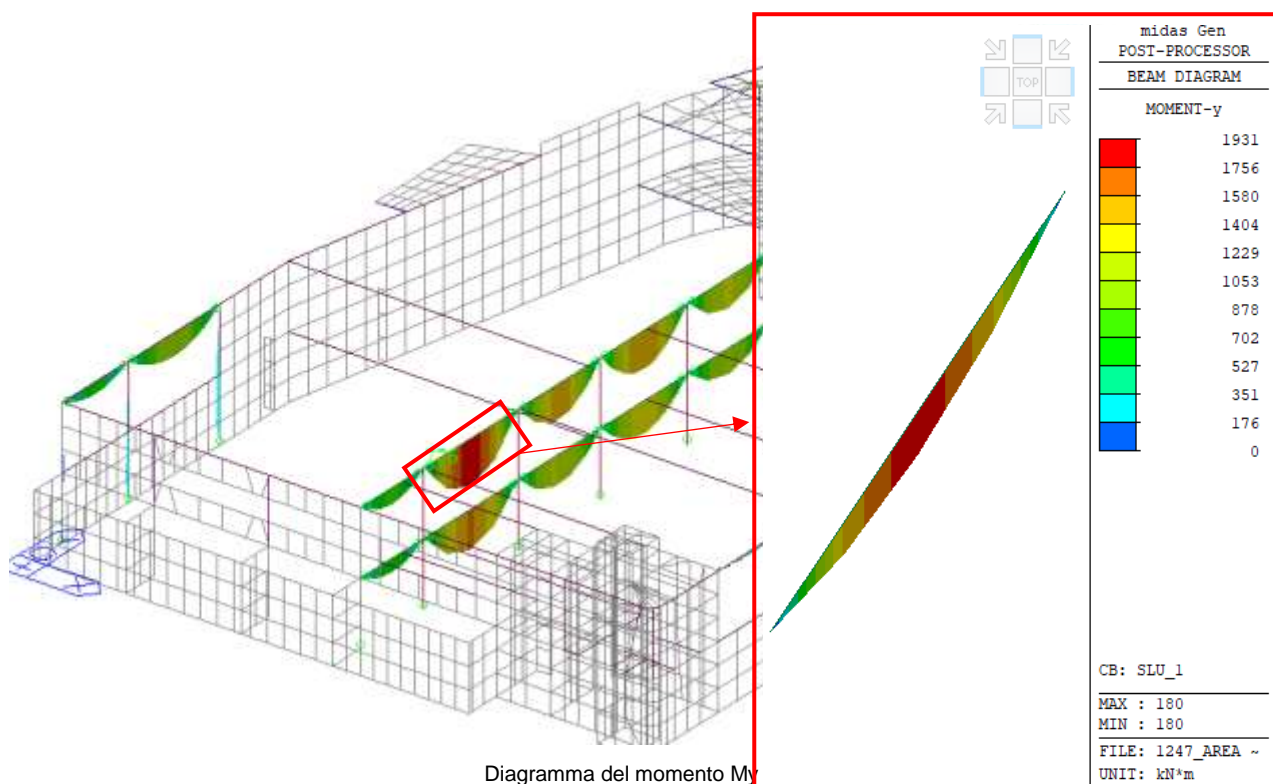 midas Gen
POST-PROCESSOR
BEAM DIAGRAM
MOMENT-y
1931
1756
1580
1404
1229
1053
878
702
527
351
176
0
TOP
CB: SLU_1
MAX : 180
MIN : 180
FILE: 1247_AREA ~
UNIT: kN*m
Diagramma del momento My